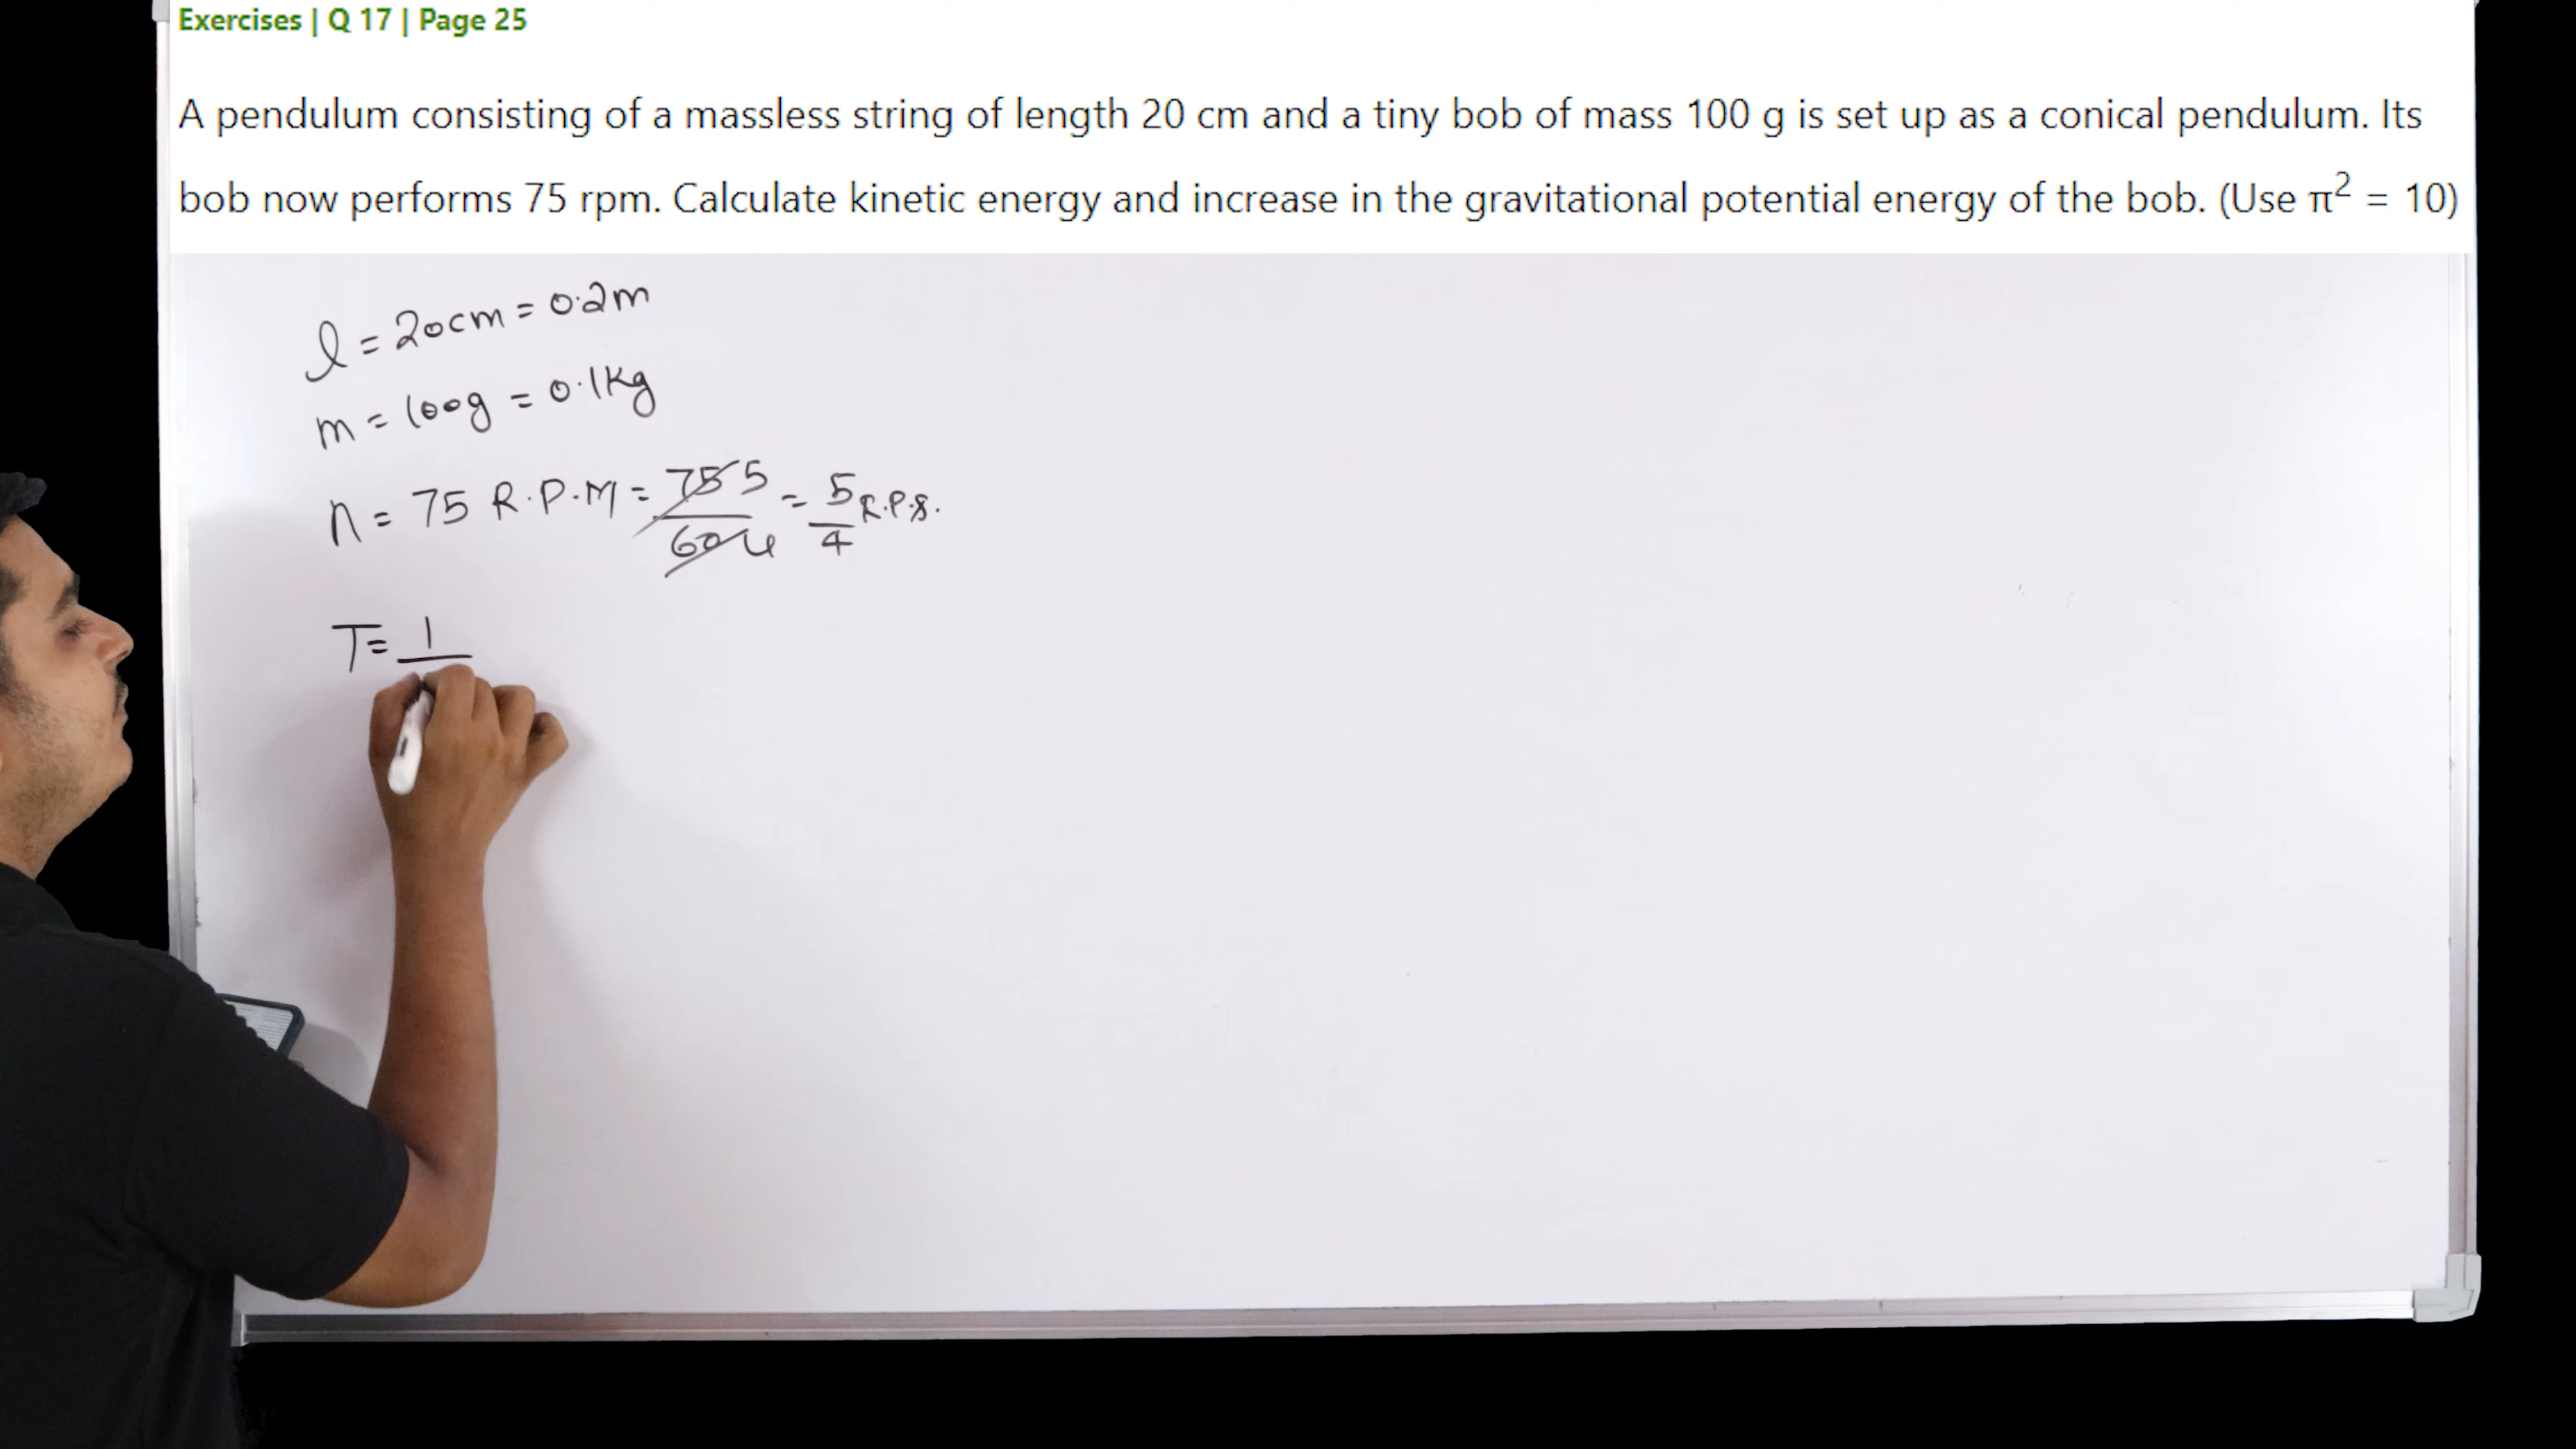 Exercises | Q 17 | Page 25
A pendulum consisting of a massless string of length 20 cm and a tiny bob of mass 100 g is set up as a conical pendulum. Its
bob now performs 75 rpm. Calculate kinetic energy and increase in the gravitational potential energy of the bob. (Use π² = 10)
l = 20cm = 0.2m
m = 100g = 0.1Kg
n = 75 R.P.M = 75 5 / 60 4 = 5/4 R.P.S.
T = 1